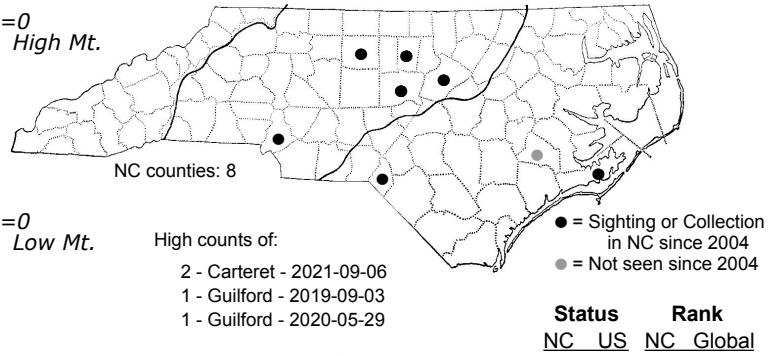 =0
High Mt.
NC counties: 8
=0
Low Mt.
High counts of:
2 - Carteret - 2021-09-06
1 - Guilford - 2019-09-03
1 - Guilford - 2020-05-29
= Sighting or Collection
in NC since 2004
= Not seen since 2004
Status Rank
NC US NC Global